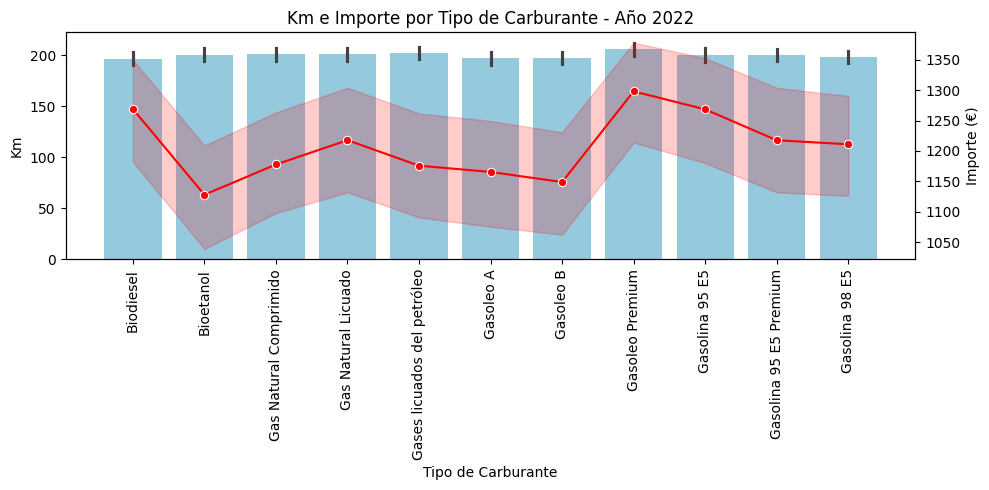 Km e Importe por Tipo de Carburante - Año 2022
Km
200
150
100
50
0
1350
1300
1250
1200
1150
1100
1050
Importe (€)
Biodiesel
Bioetanol
Gas Natural Comprimido
Gas Natural Licuado
Gases licuados del petróleo
Gasoleo A
Gasoleo B
Gasoleo Premium
Gasolina 95 E5
Gasolina 95 E5 Premium
Gasolina 98 E5
Tipo de Carburante